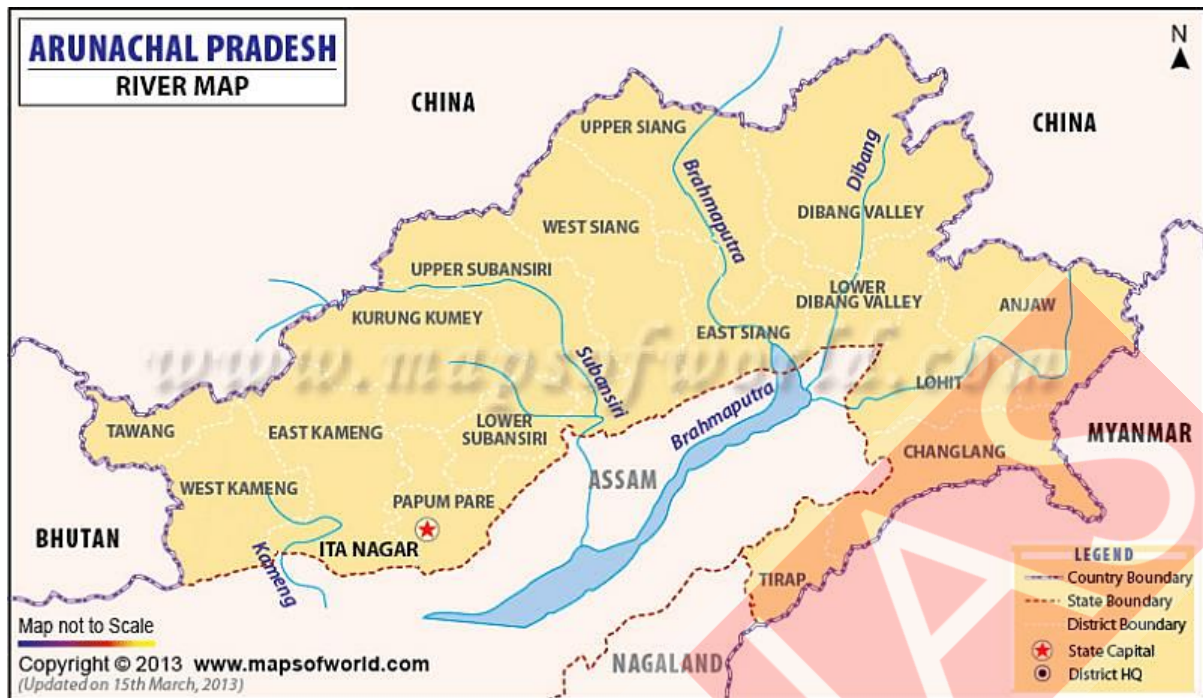 ARUNACHAL PRADESH
RIVER MAP
N
CHINA
CHINA
UPPER SIANG
Brahmaputra
Dibang
DIBANG VALLEY
WEST SIANG
UPPER SUBANSIRI
LOWER
DIBANG VALLEY
ANJAW
KURUNG KUMEY
EAST SIANG
www.mapsofworld.com
Subansiri
LOHIT
Brahmaputra
TAWANG
EAST KAMENG
LOWER
SUBANSIRI
MYANMAR
CHANGLANG
ASSAM
WEST KAMENG
PAPUM PARE
BHUTAN
ITA NAGAR
Kameng
TIRAP
NAGALAND
IAS
LEGEND
Country Boundary
State Boundary
District Boundary
State Capital
District HQ
Map not to Scale
Copyright © 2013 www.mapsofworld.com
(Updated on 15th March, 2013)